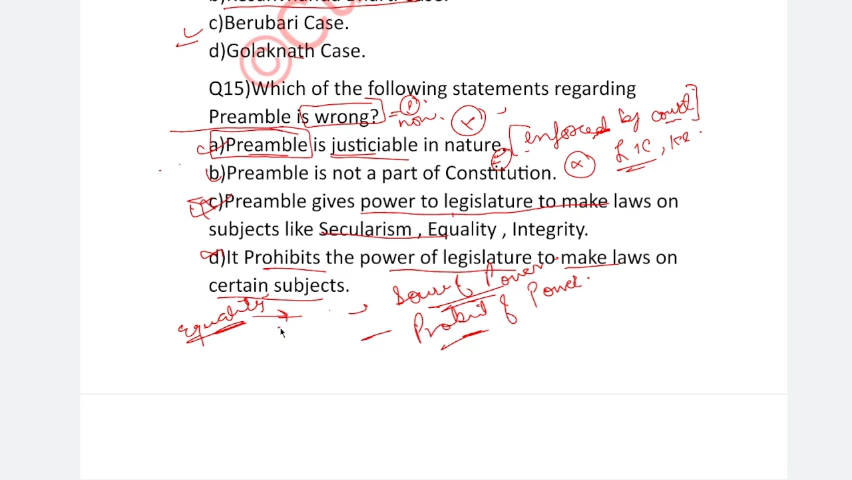 c)Berubari Case.
d)Golaknath Case.
Q15)Which of the following statements regarding
Preamble is wrong?
non.
enforced by court]
a)Preamble is justiciable in nature.
LIC,
b)Preamble is not a part of Constitution.
c)Preamble gives power to legislature to make laws on
subjects like Secularism , Equality , Integrity.
d)It Prohibits the power of legislature to make laws on
certain subjects.
Source Power
Equality →
Prohibit of Power.